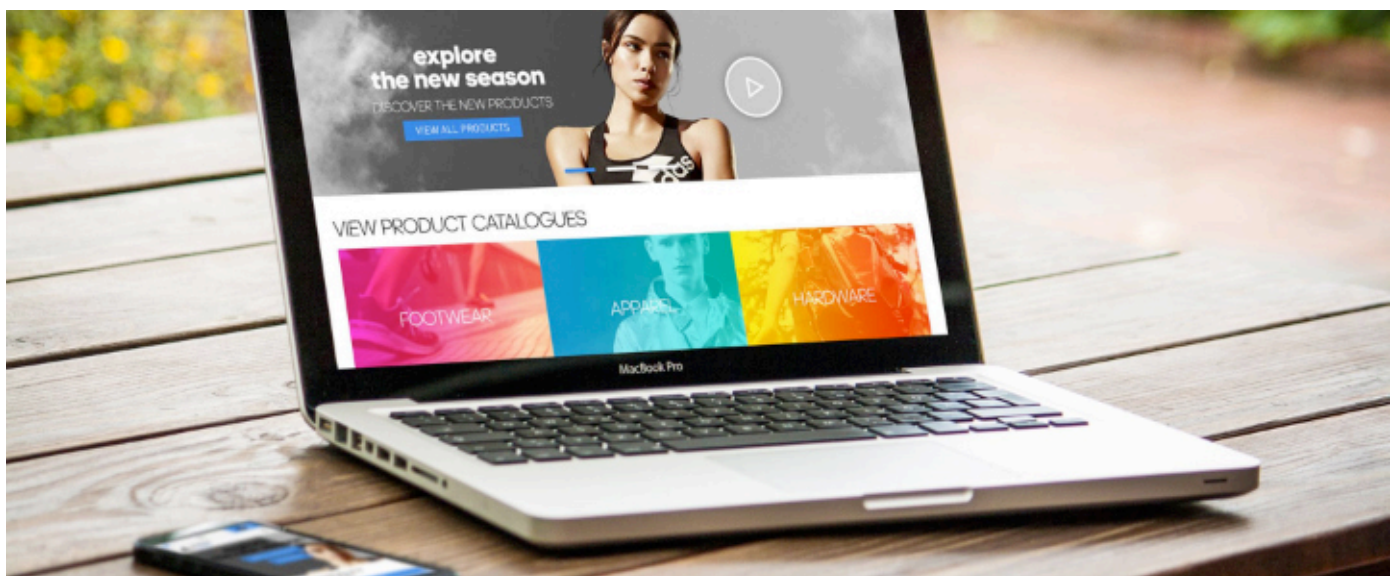 explore
the new season
DISCOVER THE NEW PRODUCTS
VIEW ALL PRODUCTS
adidas
VIEW PRODUCT CATALOGUES
FOOTWEAR
APPAREL
HARDWARE
MacBook Pro